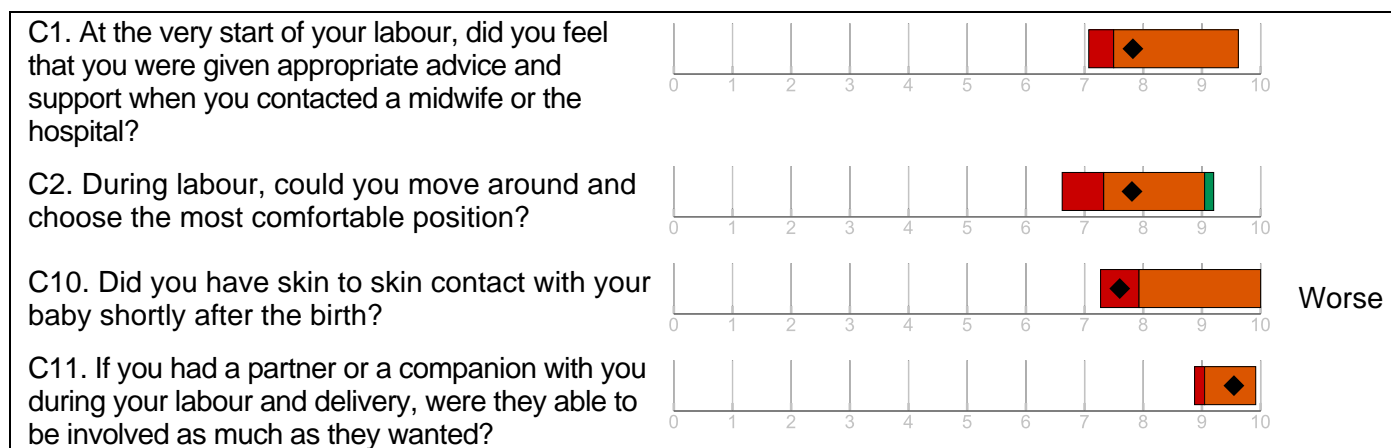 C1. At the very start of your labour, did you feel
that you were given appropriate advice and
support when you contacted a midwife or the
hospital?
0 1 2 3 4 5 6 7 8 9 10
C2. During labour, could you move around and
choose the most comfortable position?
0 1 2 3 4 5 6 7 8 9 10
C10. Did you have skin to skin contact with your
baby shortly after the birth?
0 1 2 3 4 5 6 7 8 9 10
Worse
C11. If you had a partner or a companion with you
during your labour and delivery, were they able to
be involved as much as they wanted?
0 1 2 3 4 5 6 7 8 9 10